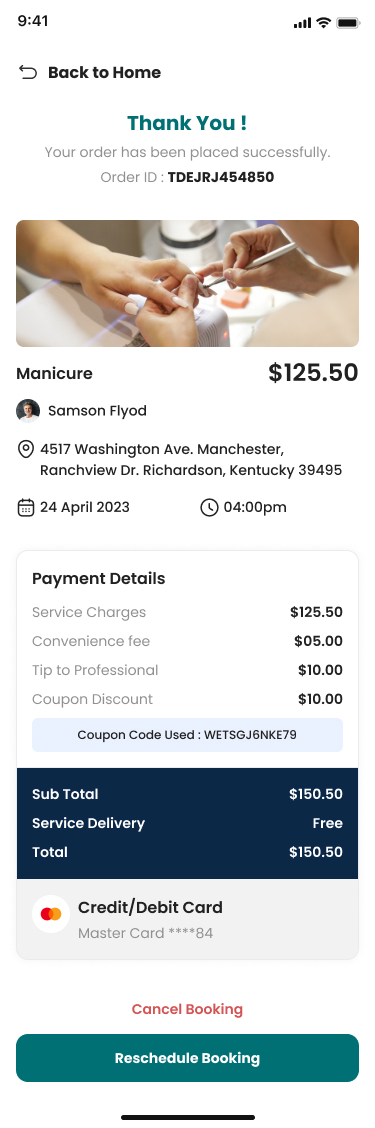 9:41
Back to Home
Thank You !
Your order has been placed successfully.
Order ID : TDEJRJ454850
Manicure
$125.50
Samson Flyod
4517 Washington Ave. Manchester,
Ranchview Dr. Richardson, Kentucky 39495
24 April 2023
04:00pm
Payment Details
Service Charges $125.50
Convenience fee $05.00
Tip to Professional $10.00
Coupon Discount $10.00
Coupon Code Used : WETSGJ6NKE79
Sub Total $150.50
Service Delivery Free
Total $150.50
Credit/Debit Card
Master Card ****84
Cancel Booking
Reschedule Booking